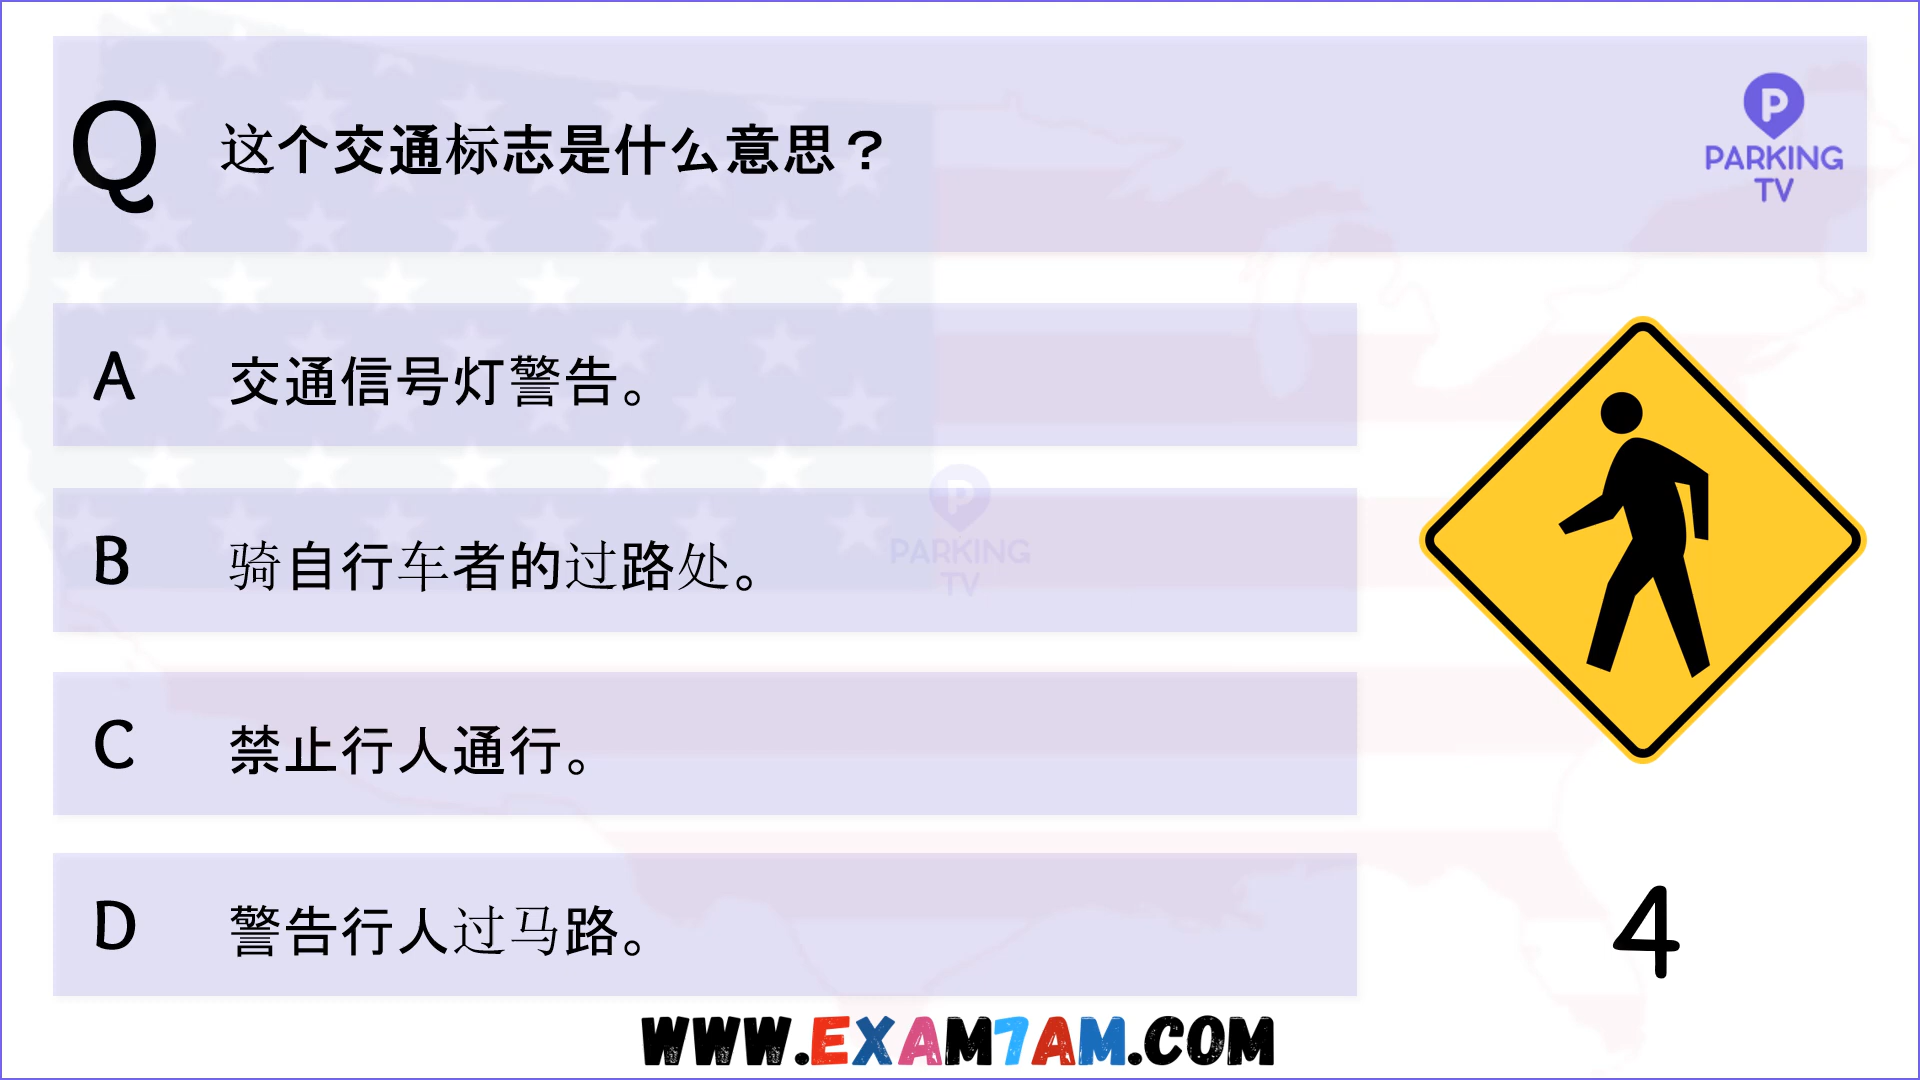 Q 这个交通标志是什么意思？
P
PARKING
TV
A 交通信号灯警告。
B 骑自行车者的过路处。
P
PARKING
TV
C 禁止行人通行。
D 警告行人过马路。
4
WWW.EXAM7AM.COM